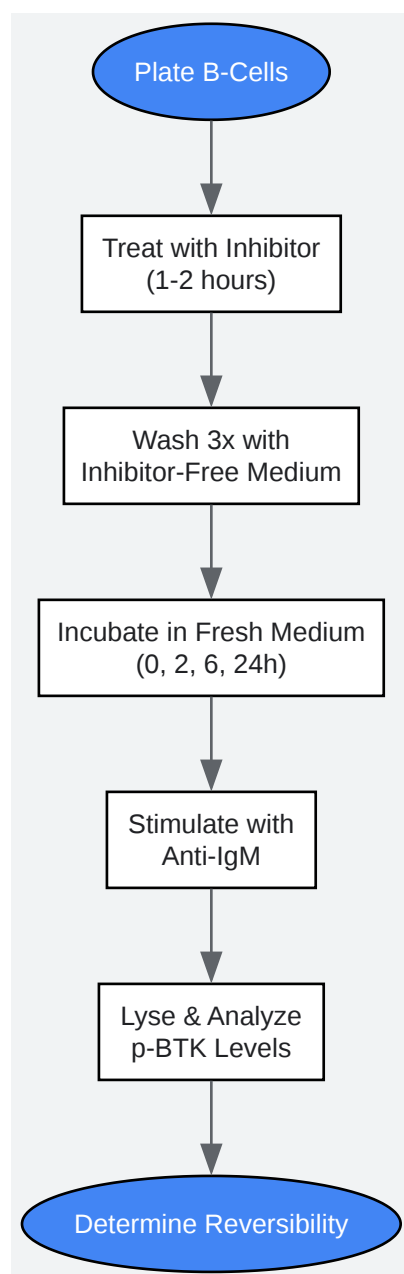 Plate B-Cells
Treat with Inhibitor
(1-2 hours)
Wash 3x with
Inhibitor-Free Medium
Incubate in Fresh Medium
(0, 2, 6, 24h)
Stimulate with
Anti-IgM
Lyse & Analyze
p-BTK Levels
Determine Reversibility